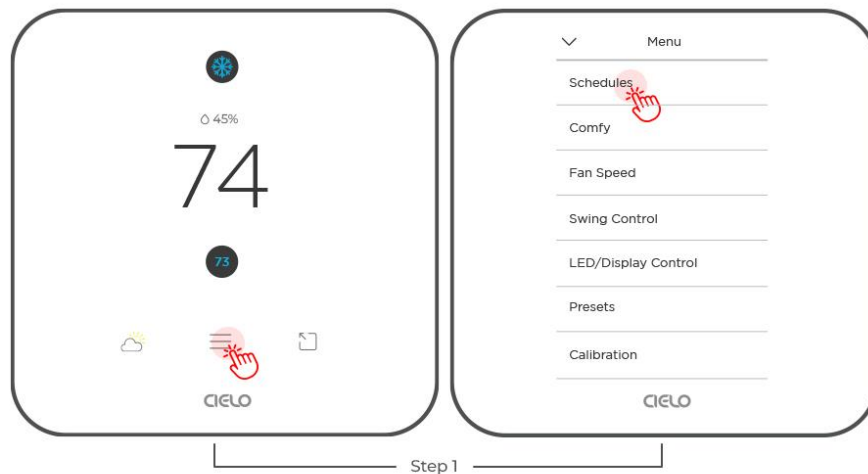 45%
74
73
CIELO
Menu
Schedules
Comfy
Fan Speed
Swing Control
LED/Display Control
Presets
Calibration
CIELO
Step 1